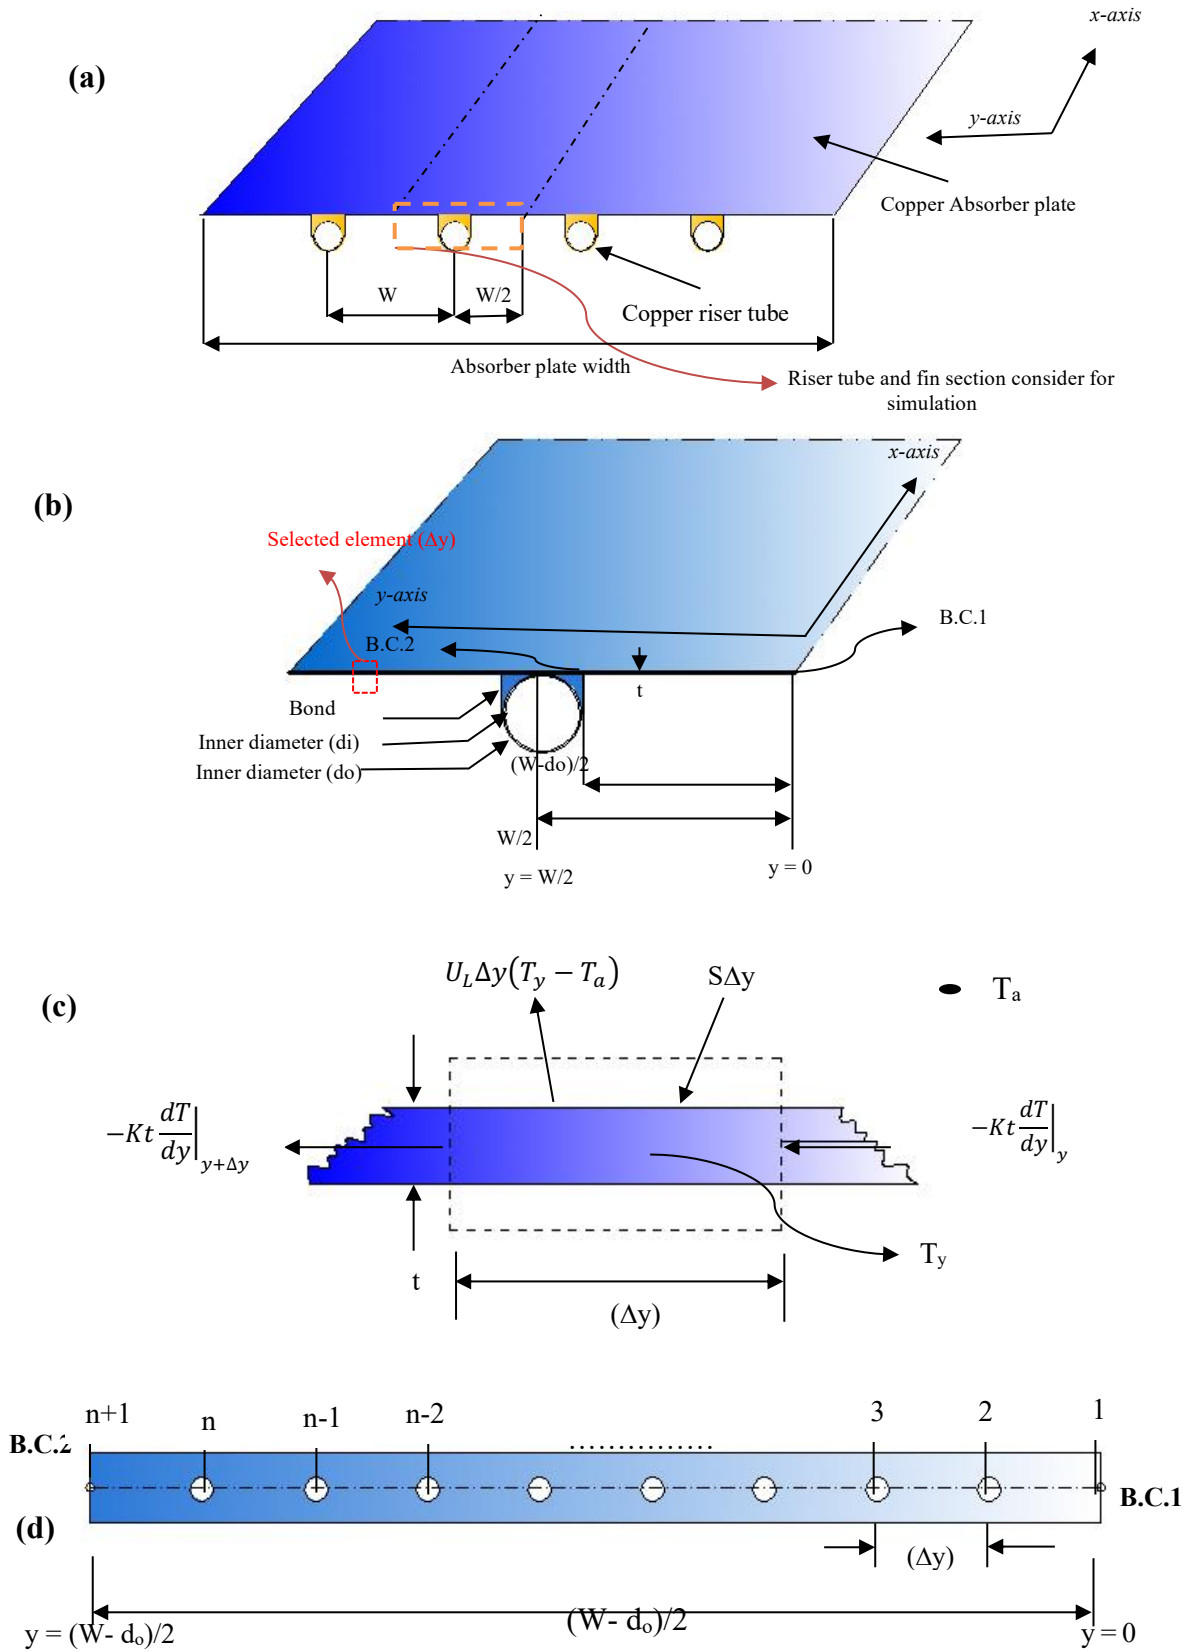 x-axis
(a)
y-axis
Copper Absorber plate
W
W/2
Copper riser tube
Absorber plate width
Riser tube and fin section consider for
simulation
x-axis
(b)
Selected element (Δy)
y-axis
B.C.1
B.C.2
t
Bond
Inner diameter (di)
Inner diameter (do)
(W-do)/2
W/2
y = W/2
y = 0
U_L Δy(T_y − T_a)
SΔy
T_a
(c)
−Kt dT/dy|_{y+Δy}
−Kt dT/dy|_y
T_y
t
(Δy)
n+1
n
n-1
n-2
..............
3
2
1
B.C.2
B.C.1
(d)
(Δy)
(W- d_o)/2
y = (W- d_o)/2
y = 0